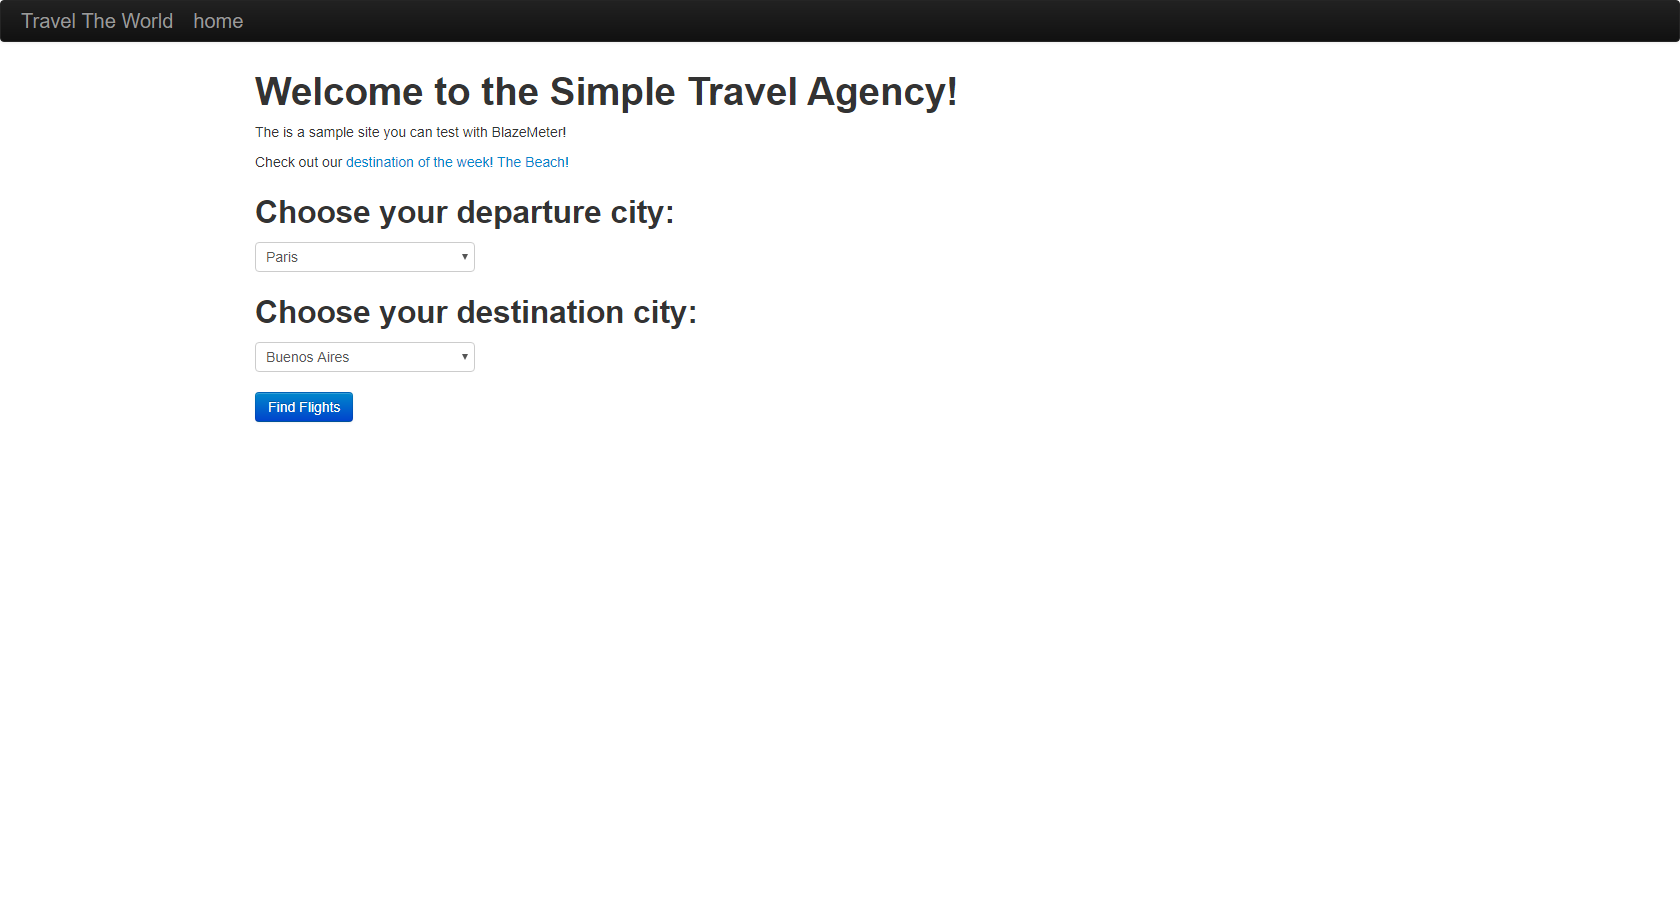 Travel The World home
Welcome to the Simple Travel Agency!
The is a sample site you can test with BlazeMeter!
Check out our destination of the week! The Beach!
Choose your departure city:
Paris
Choose your destination city:
Buenos Aires
Find Flights